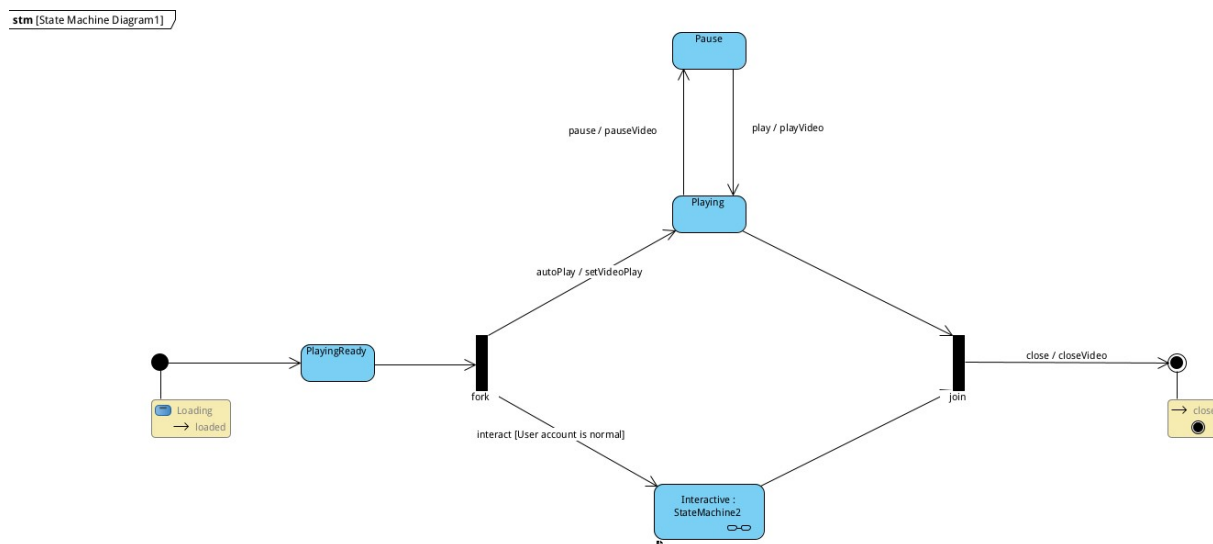 stm [State Machine Diagram1]
Pause
pause / pauseVideo
play / playVideo
Playing
autoPlay / setVideoPlay
PlayingReady
close / closeVideo
fork
join
Loading
loaded
close
interact [User account is normal]
Interactive :
StateMachine2